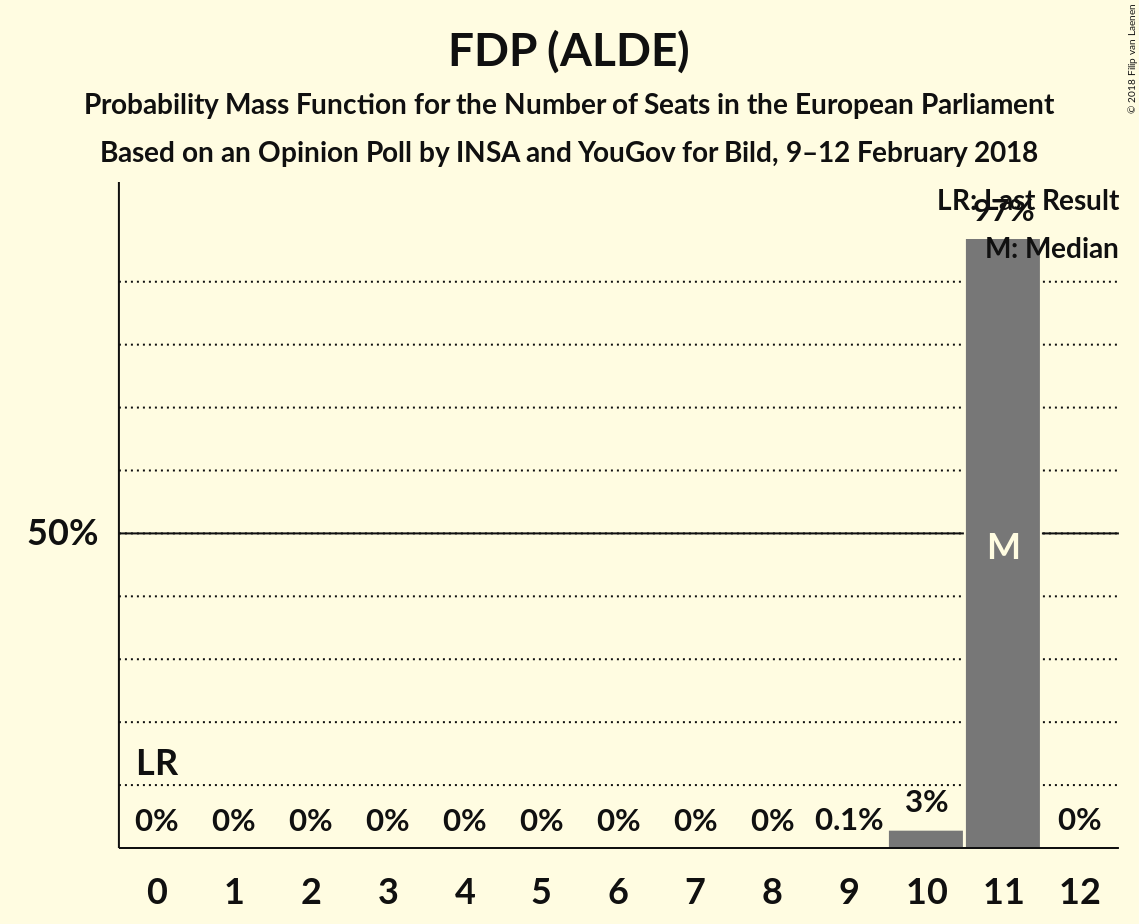 FDP (ALDE)
Probability Mass Function for the Number of Seats in the European Parliament
Based on an Opinion Poll by INSA and YouGov for Bild, 9–12 February 2018
© 2018 Filip van Laenen
LR: Last Result
97%
M: Median
50%
M
LR
0% 0% 0% 0% 0% 0% 0% 0% 0% 0.1% 3% 0%
0 1 2 3 4 5 6 7 8 9 10 11 12